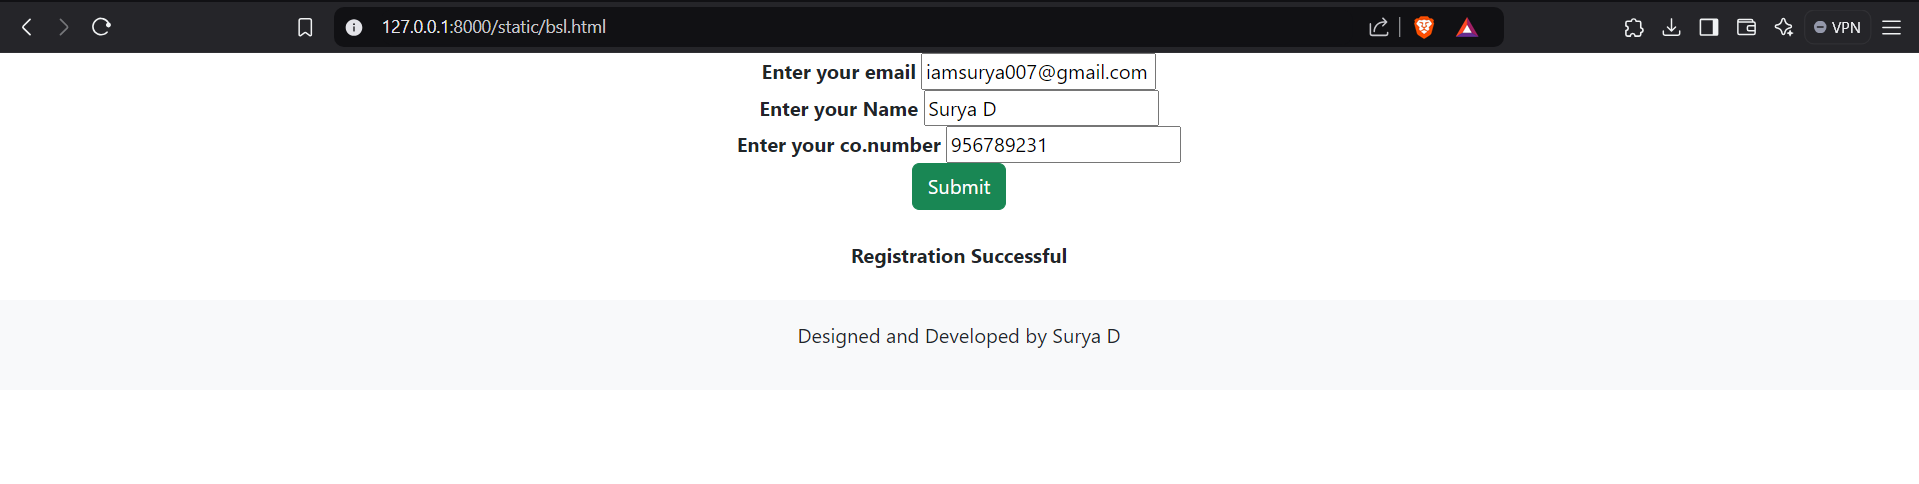 127.0.0.1:8000/static/bsl.html
VPN
Enter your email iamsurya007@gmail.com
Enter your Name Surya D
Enter your co.number 956789231
Submit
Registration Successful
Designed and Developed by Surya D